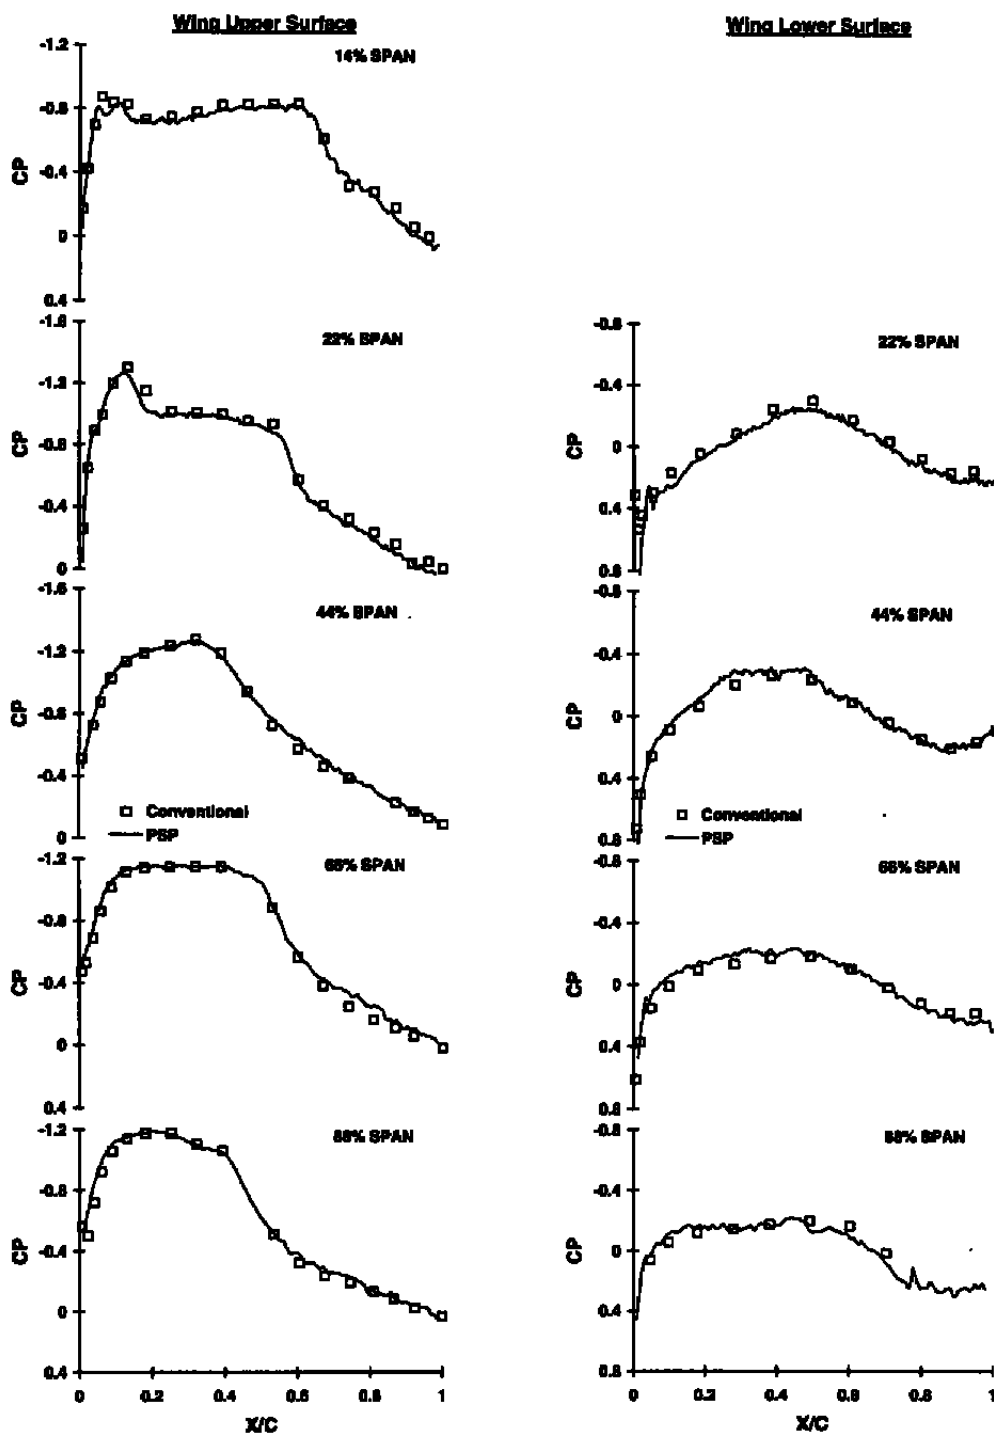 Wing Upper Surface
14% SPAN
-1.2
-0.8
-0.4
0
0.4
CP
22% SPAN
-1.6
-1.2
-0.8
-0.4
0
CP
44% SPAN
-1.6
-1.2
-0.8
-0.4
0
CP
Conventional
PSP
66% SPAN
-1.2
-0.8
-0.4
0
0.4
CP
88% SPAN
-1.2
-0.8
-0.4
0
0.4
CP
0 0.2 0.4 0.6 0.8 1
X/C
Wing Lower Surface
22% SPAN
-0.8
-0.4
0
0.4
0.8
CP
44% SPAN
-0.8
-0.4
0
0.4
0.8
CP
Conventional
PSP
66% SPAN
-0.8
-0.4
0
0.4
0.8
CP
88% SPAN
-0.8
-0.4
0
0.4
0.8
CP
0 0.2 0.4 0.6 0.8 1
X/C